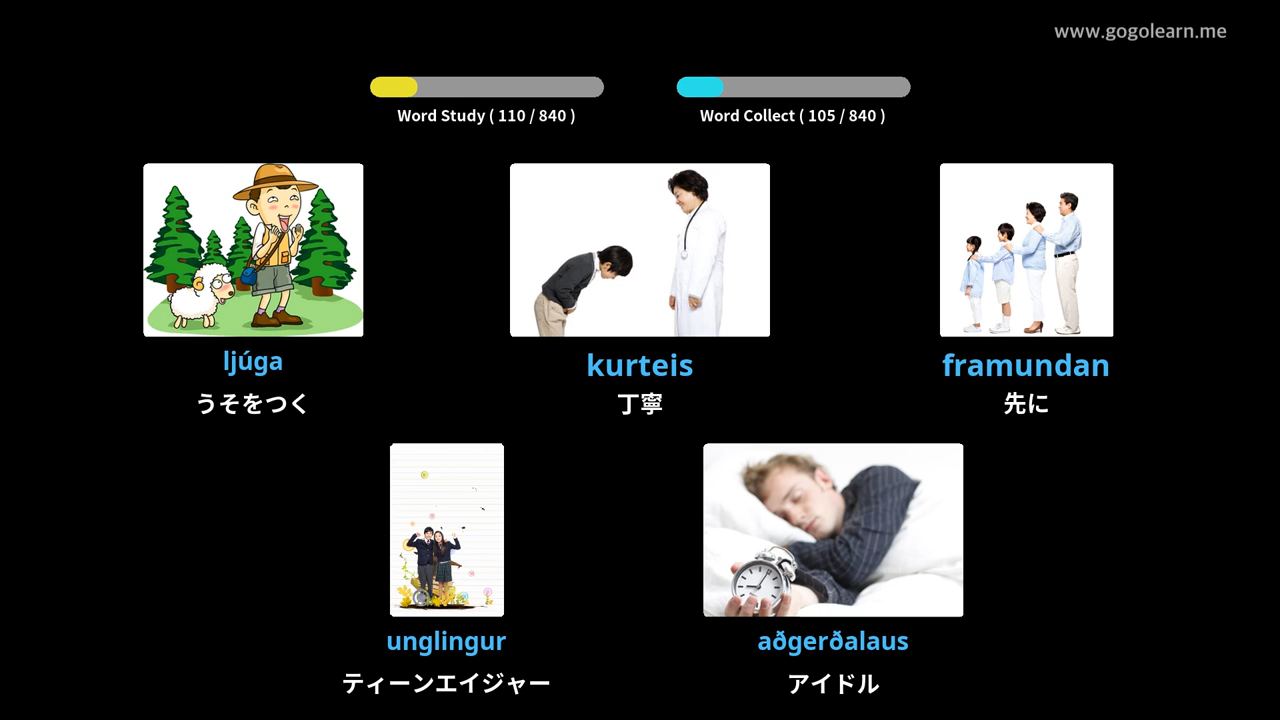 www.gogolearn.me
Word Study ( 110 / 840 )
Word Collect ( 105 / 840 )
ljúga
うそをつく
kurteis
丁寧
framundan
先に
unglingur
ティーンエイジャー
aðgerðalaus
アイドル